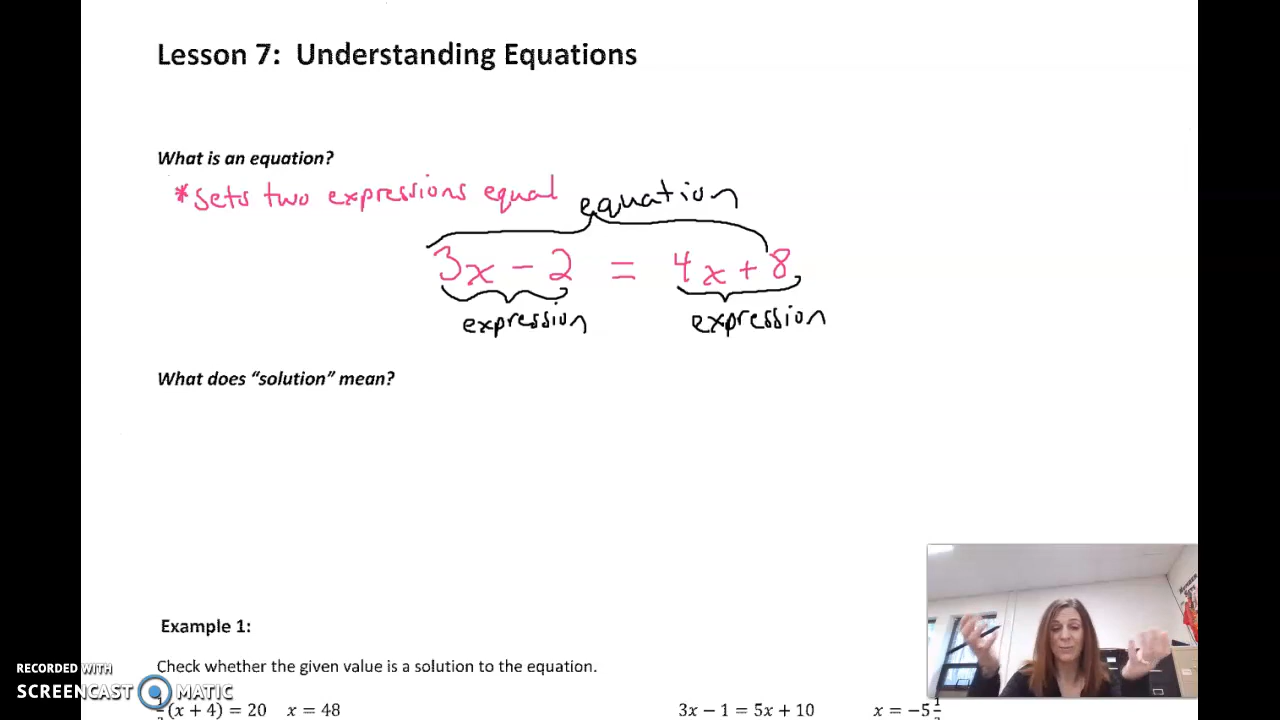 Lesson 7: Understanding Equations
What is an equation?
*sets two expressions equal
equation
3x − 2 = 4x + 8
expression expression
What does “solution” mean?
Example 1:
Check whether the given value is a solution to the equation.
(x + 4) = 20 x = 48 3x − 1 = 5x + 10 x = −5
RECORDED WITH
SCREENCAST MATIC